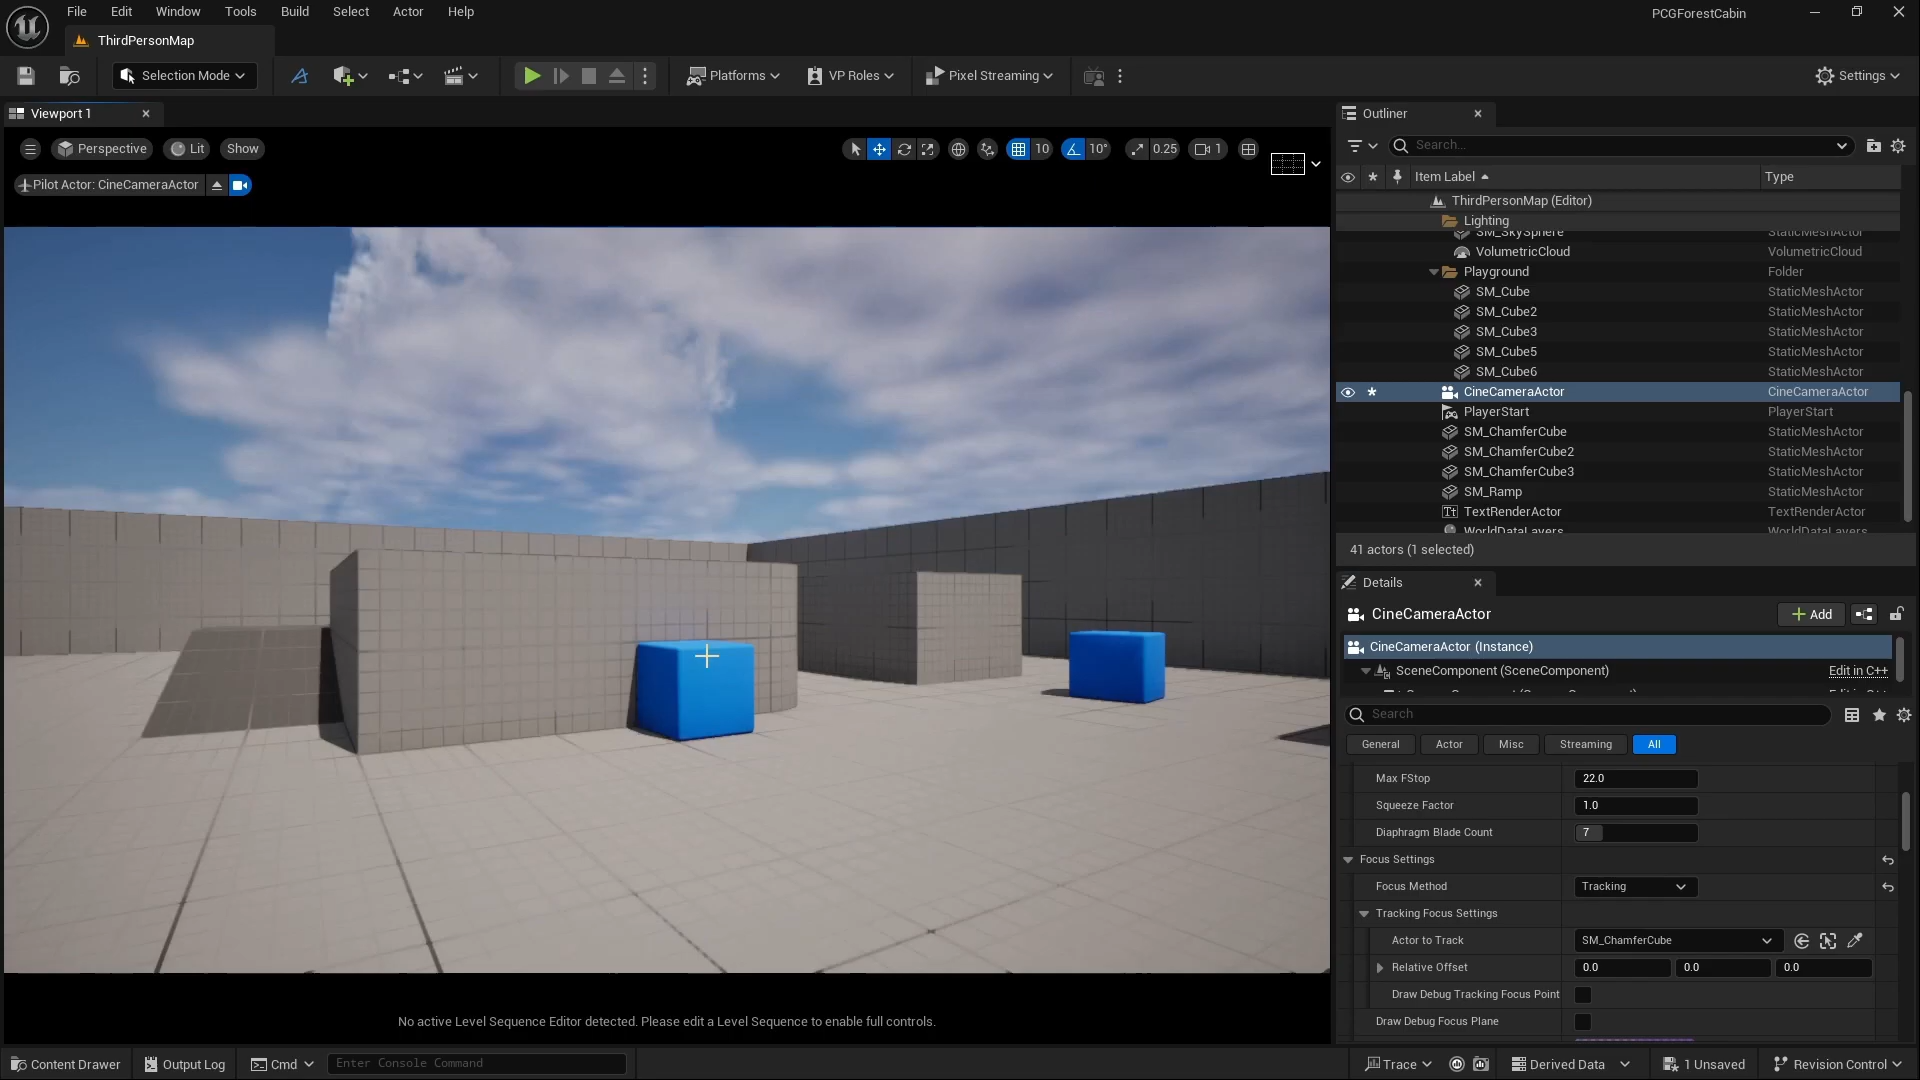 File Edit Window Tools Build Select Actor Help
PCGForestCabin
ThirdPersonMap
Selection Mode
Platforms
VP Roles
Pixel Streaming
Settings
Viewport 1
Perspective
Lit
Show
10
10°
0.25
1
Pilot Actor: CineCameraActor
No active Level Sequence Editor detected. Please edit a Level Sequence to enable full controls.
Outliner
Search...
Item Label
Type
ThirdPersonMap (Editor)
Lighting
SM_SkySphere StaticMeshActor
VolumetricCloud VolumetricCloud
Playground Folder
SM_Cube StaticMeshActor
SM_Cube2 StaticMeshActor
SM_Cube3 StaticMeshActor
SM_Cube5 StaticMeshActor
SM_Cube6 StaticMeshActor
CineCameraActor CineCameraActor
PlayerStart PlayerStart
SM_ChamferCube StaticMeshActor
SM_ChamferCube2 StaticMeshActor
SM_ChamferCube3 StaticMeshActor
SM_Ramp StaticMeshActor
TextRenderActor TextRenderActor
WorldDataLayers WorldDataLayers
41 actors (1 selected)
Details
CineCameraActor
Add
CineCameraActor (Instance)
SceneComponent (SceneComponent) Edit in C++
Search
General Actor Misc Streaming All
Max FStop 22.0
Squeeze Factor 1.0
Diaphragm Blade Count 7
Focus Settings
Focus Method Tracking
Tracking Focus Settings
Actor to Track SM_ChamferCube
Relative Offset 0.0 0.0 0.0
Draw Debug Tracking Focus Point
Draw Debug Focus Plane
Content Drawer
Output Log
Cmd
Enter Console Command
Trace
Derived Data
1 Unsaved
Revision Control